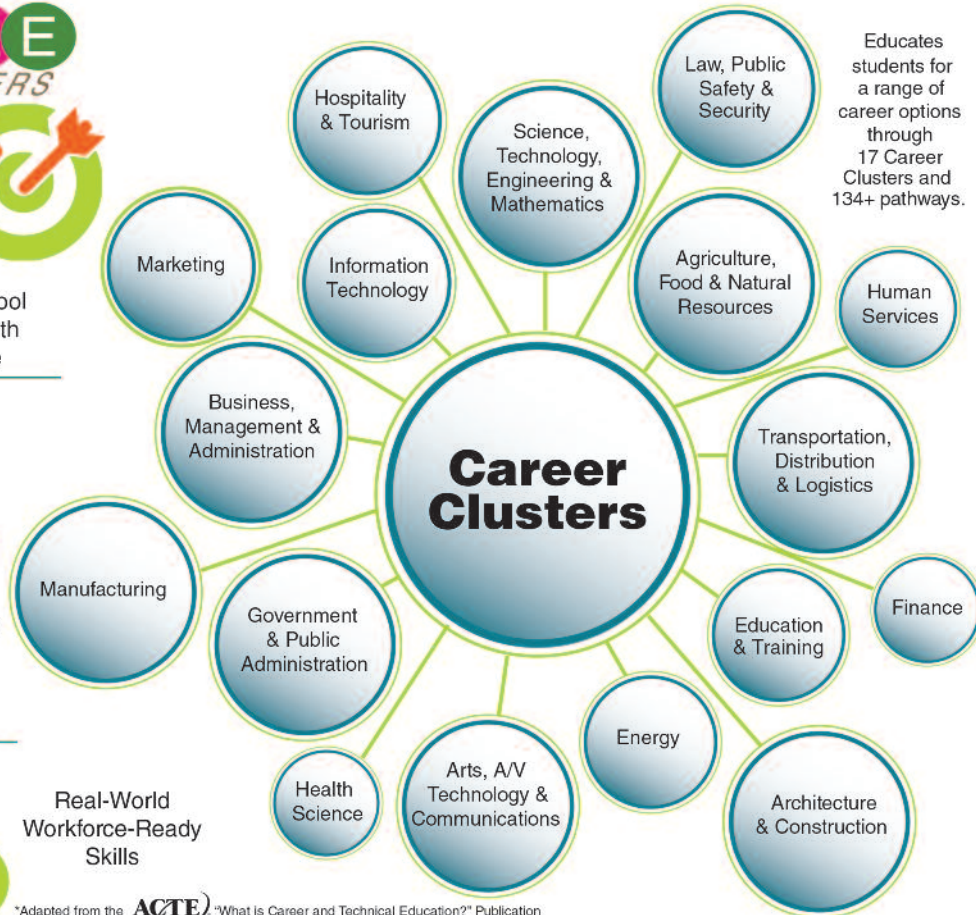 E
ERS
Educates
students for
a range of
career options
through
17 Career
Clusters and
134+ pathways.
Law, Public
Safety &
Security
Hospitality
& Tourism
Science,
Technology,
Engineering &
Mathematics
Marketing
Information
Technology
Agriculture,
Food & Natural
Resources
Human
Services
Business,
Management &
Administration
Career
Clusters
Transportation,
Distribution
& Logistics
Manufacturing
Government
& Public
Administration
Education
& Training
Finance
Health
Science
Arts, A/V
Technology &
Communications
Energy
Architecture
& Construction
Real-World
Workforce-Ready
Skills
*Adapted from the ACTE) "What is Career and Technical Education?" Publication